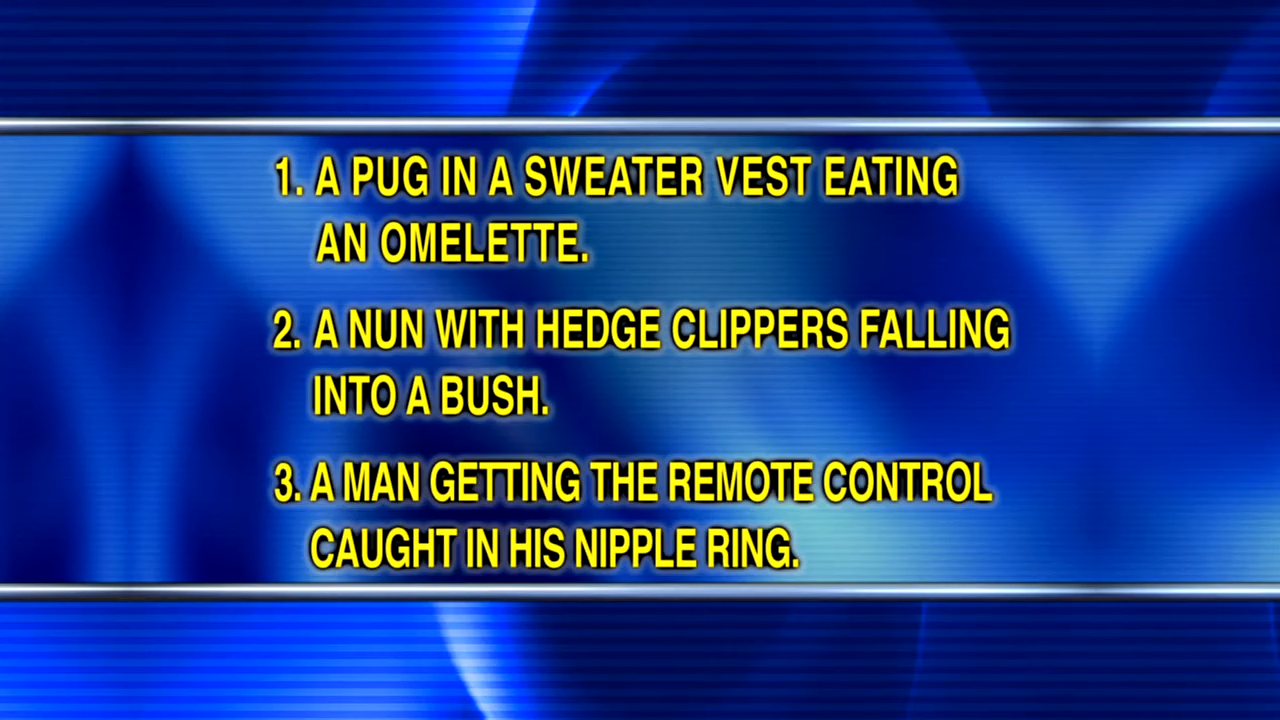 1. A PUG IN A SWEATER VEST EATING
AN OMELETTE.
2. A NUN WITH HEDGE CLIPPERS FALLING
INTO A BUSH.
3. A MAN GETTING THE REMOTE CONTROL
CAUGHT IN HIS NIPPLE RING.